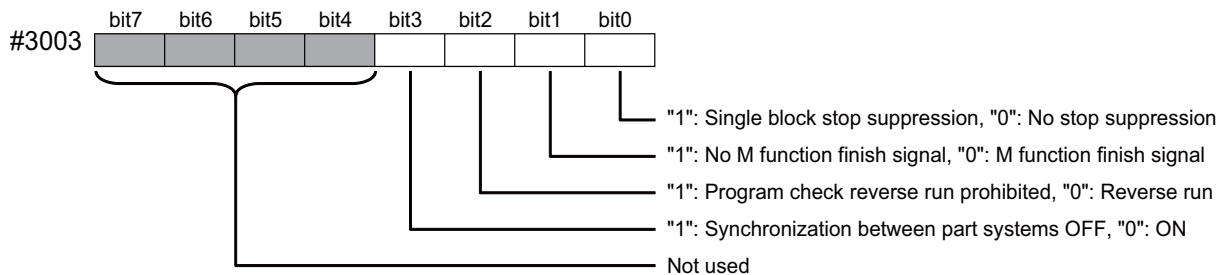 bit7 bit6 bit5 bit4 bit3 bit2 bit1 bit0
#3003
"1": Single block stop suppression, "0": No stop suppression
"1": No M function finish signal, "0": M function finish signal
"1": Program check reverse run prohibited, "0": Reverse run
"1": Synchronization between part systems OFF, "0": ON
Not used